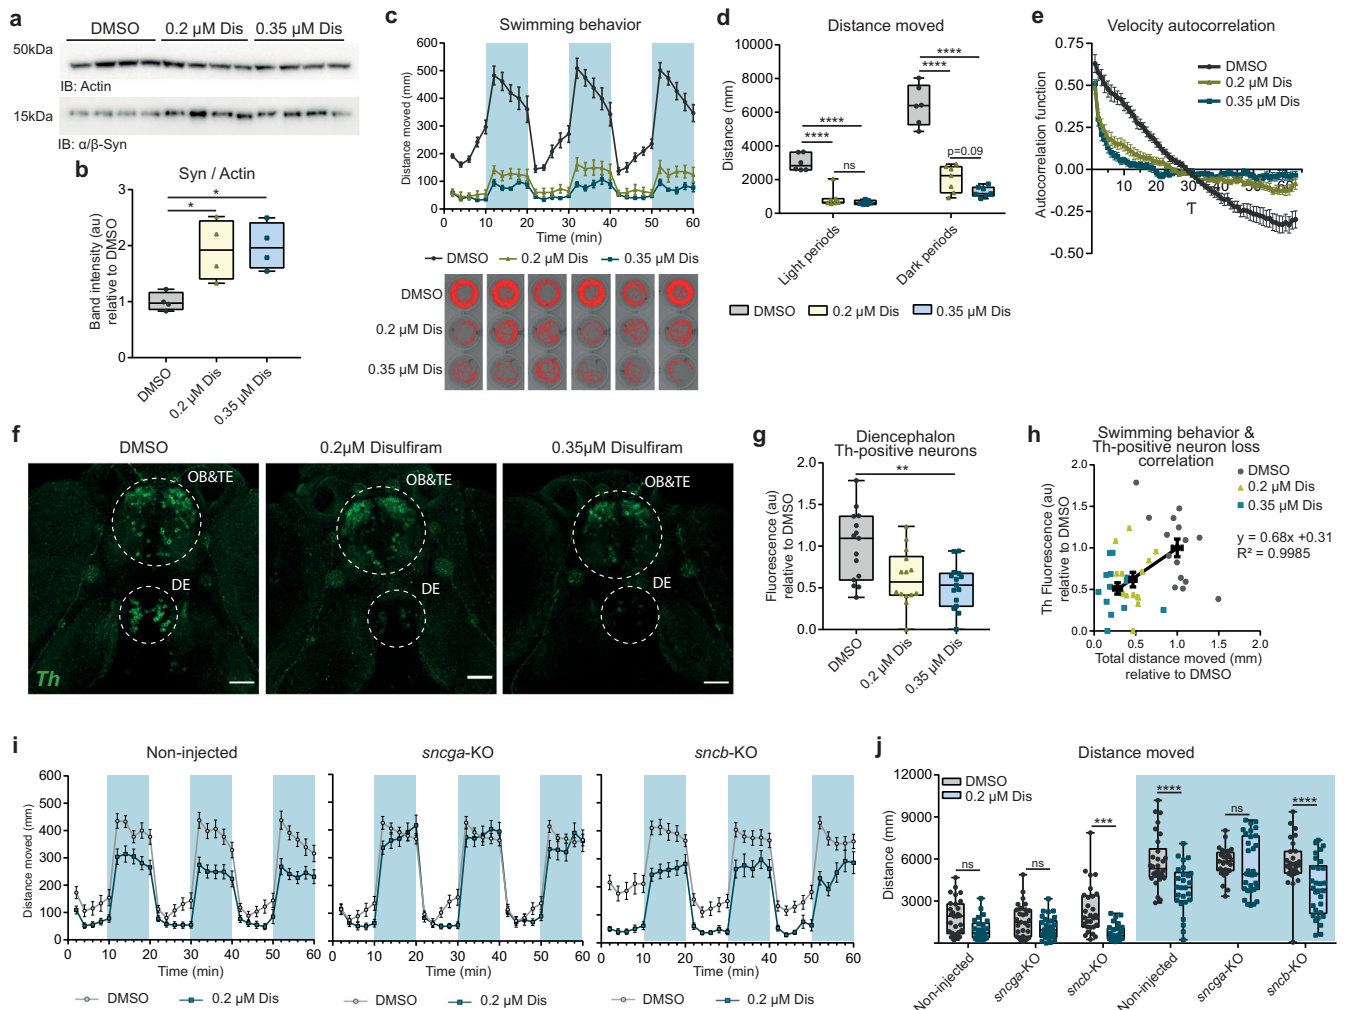 a
DMSO 0.2 µM Dis 0.35 µM Dis
50kDa
IB: Actin
15kDa
IB: α/β-Syn
b
Syn / Actin
Band intensity (au)
relative to DMSO
3
2
1
0
*
*
DMSO
0.2 µM Dis
0.35 µM Dis
c
Swimming behavior
Distance moved (mm)
600
500
400
300
200
100
0
0 10 20 30 40 50 60
Time (min)
DMSO 0.2 µM Dis 0.35 µM Dis
DMSO
0.2 µM Dis
0.35 µM Dis
d
Distance moved
Distance (mm)
10000
8000
6000
4000
2000
0
****
****
ns
****
****
p=0.09
Light periods
Dark periods
DMSO 0.2 µM Dis 0.35 µM Dis
e
Velocity autocorrelation
Autocorrelation function
0.75
0.50
0.25
0.00
-0.25
-0.50
10 20 30 40 50 60
T
DMSO
0.2 µM Dis
0.35 µM Dis
f
DMSO
0.2µM Disulfiram
0.35µM Disulfiram
OB&TE
DE
Th
OB&TE
DE
OB&TE
DE
g
Diencephalon
Th-positive neurons
Fluorescence (au)
relative to DMSO
2.0
1.5
1.0
0.5
0.0
**
DMSO
0.2 µM Dis
0.35 µM Dis
h
Swimming behavior &
Th-positive neuron loss
correlation
Th Fluorescence (au)
relative to DMSO
2.0
1.5
1.0
0.5
0.0
0.0 0.5 1.0 1.5 2.0
Total distance moved (mm)
relative to DMSO
DMSO
0.2 µM Dis
0.35 µM Dis
y = 0.68x +0.31
R² = 0.9985
i
Non-injected
sncga-KO
sncb-KO
Distance moved (mm)
600
500
400
300
200
100
0
0 10 20 30 40 50 60
0 10 20 30 40 50 60
0 10 20 30 40 50 60
Time (min)
Time (min)
Time (min)
DMSO 0.2 µM Dis
DMSO 0.2 µM Dis
DMSO 0.2 µM Dis
j
Distance moved
Distance (mm)
12000
9000
6000
3000
DMSO
0.2 µM Dis
ns
ns
***
****
ns
****
Non-injected
sncga-KO
sncb-KO
Non-injected
sncga-KO
sncb-KO